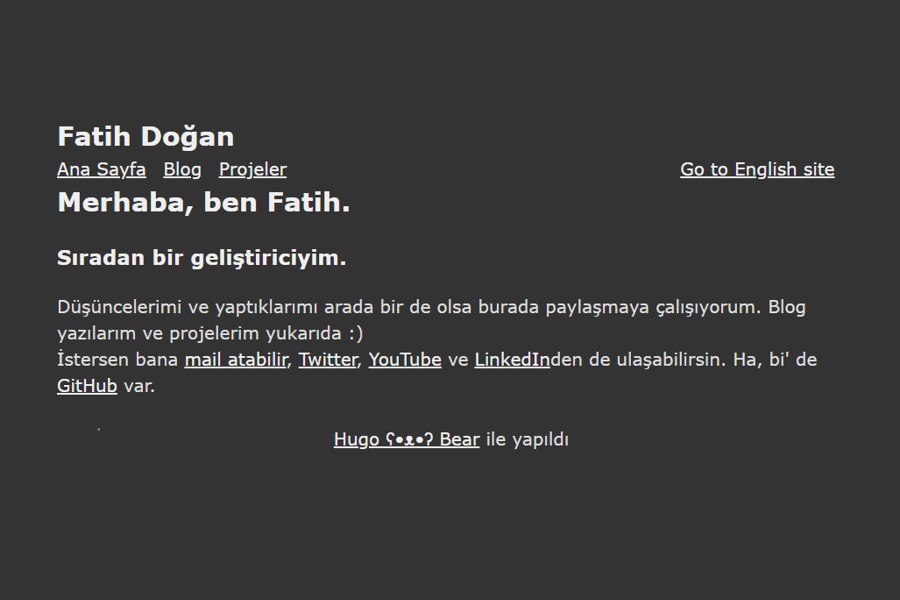 Fatih Doğan
Ana Sayfa Blog Projeler Go to English site
Merhaba, ben Fatih.
Sıradan bir geliştiriciyim.
Düşüncelerimi ve yaptıklarımı arada bir de olsa burada paylaşmaya çalışıyorum. Blog
yazılarım ve projelerim yukarıda :)
İstersen bana mail atabilir, Twitter, YouTube ve LinkedInden de ulaşabilirsin. Ha, bi' de
GitHub var.
Hugo ʕ•ᴥ•ʔ Bear ile yapıldı